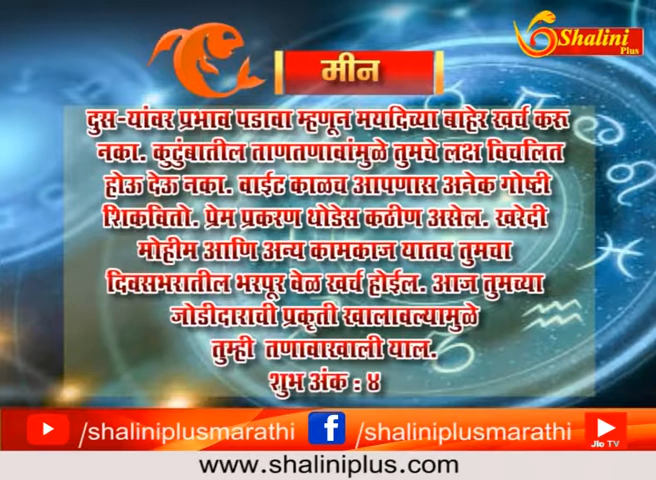 Shalini
Plus
मीन
दुस-यांवर प्रभाव पडावा म्हणून मर्यादेच्या बाहेर खर्च करू
नका. कुटुंबातील ताणतणावांमुळे तुमचे लक्ष विचलित
होऊ देऊ नका. वाईट काळच आपणास अनेक गोष्टी
शिकवितो. प्रेम प्रकरण थोडेस कठीण असेल. खरेदी
मोहीम आणि अन्य कामकाज यातच तुमचा
दिवसभरातील भरपूर वेळ खर्च होईल. आज तुमच्या
जोडीदाराची प्रकृती खालावल्यामुळे
तुम्ही तणावाखाली याल.
शुभ अंक : ४
/shaliniplusmarathi /shaliniplusmarathi
Jio TV
www.shaliniplus.com